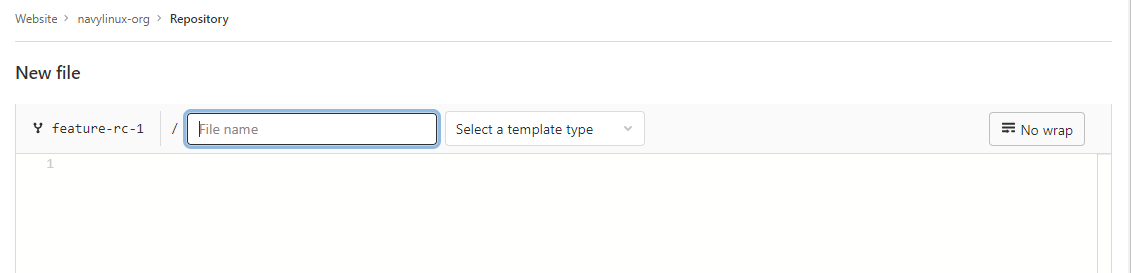 Website > navylinux-org > Repository
New file
feature-rc-1 / File name Select a template type No wrap
1